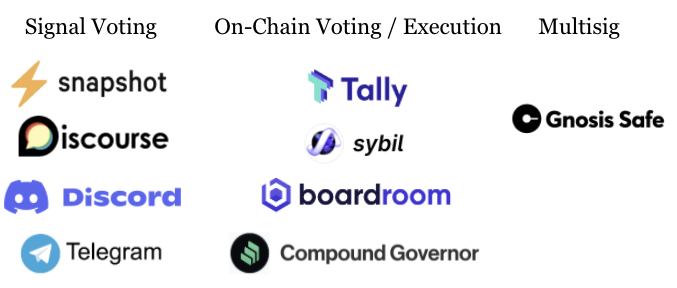 Signal Voting
snapshot
Discourse
Discord
Telegram
On-Chain Voting / Execution
Tally
sybil
boardroom
Compound Governor
Multisig
Gnosis Safe